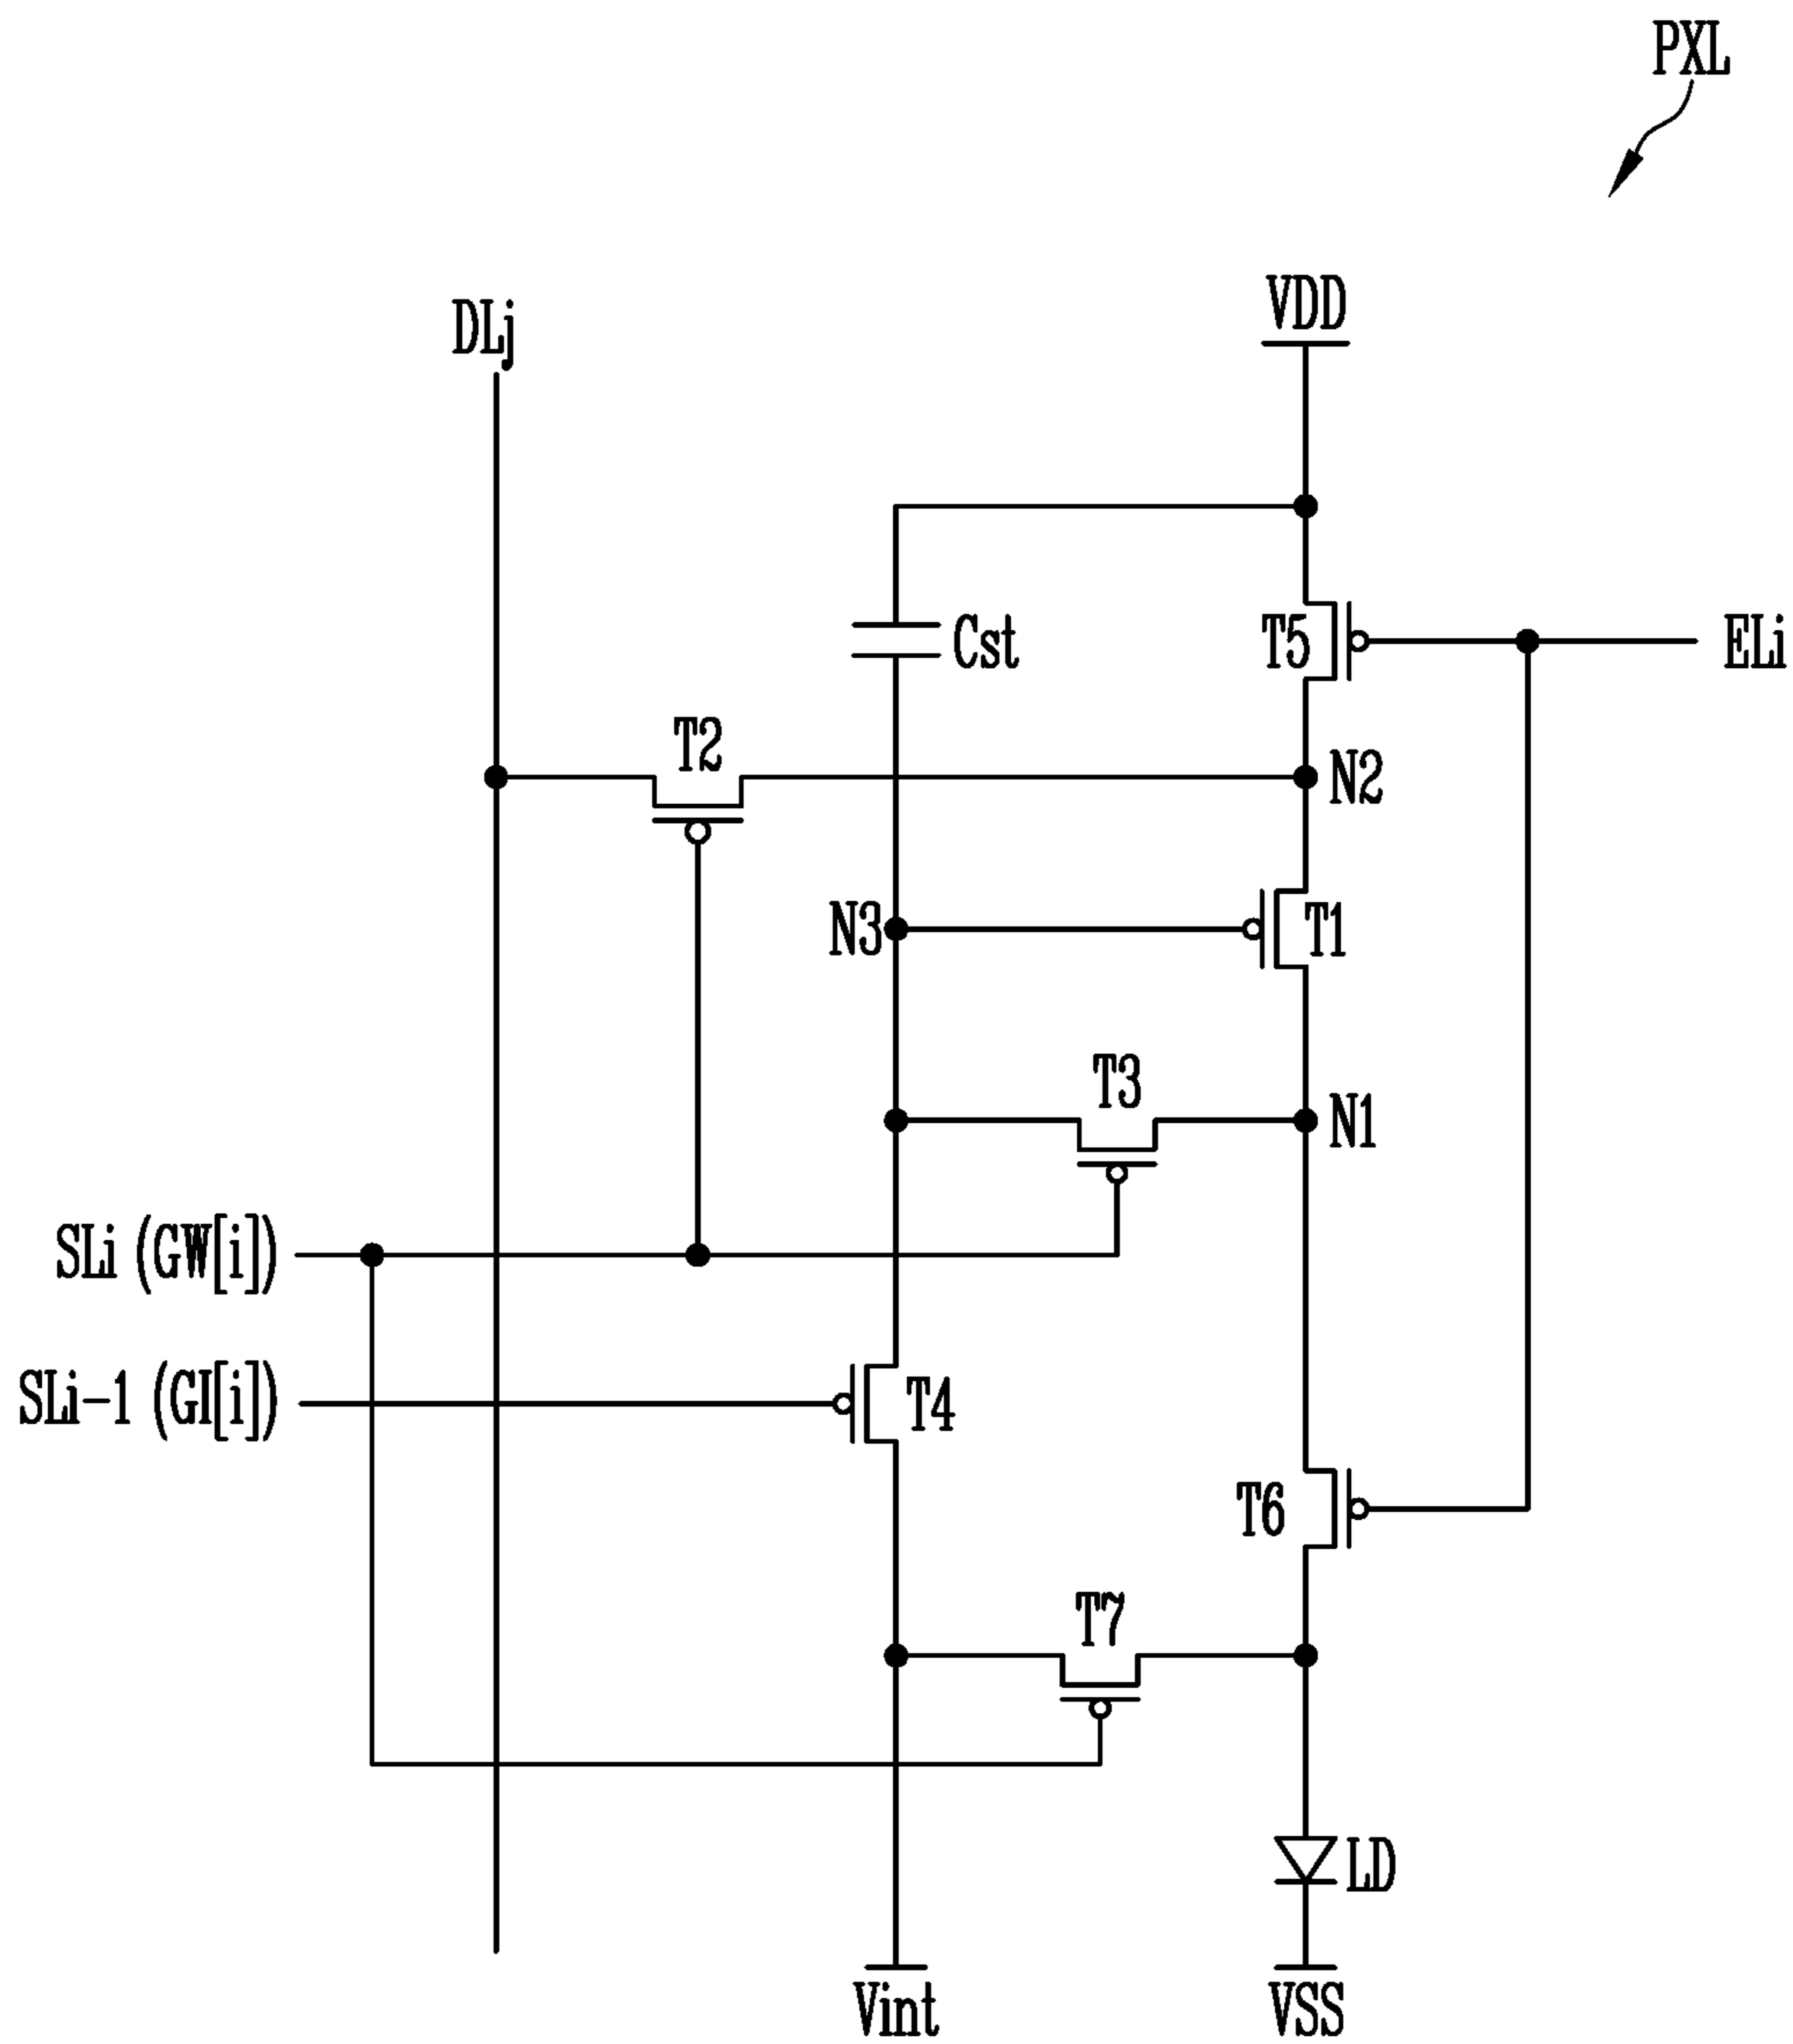 PXL
VDD
DLj
Cst
T5
ELi
T2
N2
N3
T1
T3
N1
SLi (GW[i])
SLi-1 (GI[i])
T4
T6
T7
LD
Vint
VSS